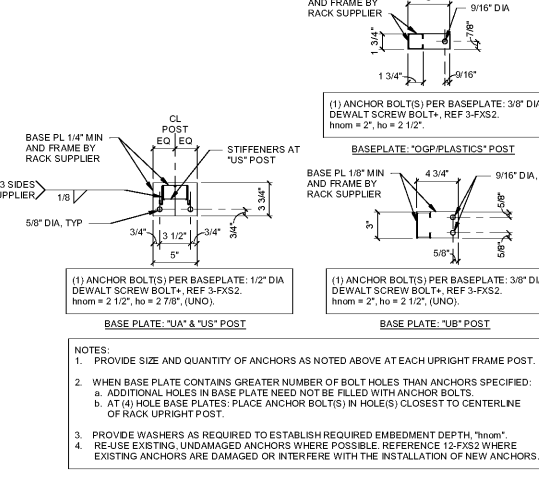 AND FRAME BY
RACK SUPPLIER
9/16" DIA
1 3/4"
7/8"
1 3/4"
9/16"
(1) ANCHOR BOLT(S) PER BASEPLATE: 3/8" DIA
DEWALT SCREW BOLT+, REF 3-FXS2.
hnom = 2", ho = 2 1/2".
BASEPLATE: "OGP/PLASTICS" POST
CL
POST
EQ EQ
BASE PL 1/4" MIN
AND FRAME BY
RACK SUPPLIER
STIFFENERS AT
"US" POST
3 SIDES
1/8
5/8" DIA, TYP
3/4"
3 1/2"
3/4"
3/4"
3 3/4"
5"
(1) ANCHOR BOLT(S) PER BASEPLATE: 1/2" DIA
DEWALT SCREW BOLT+, REF 3-FXS2.
hnom = 2 1/2", ho = 2 7/8", (UNO).
BASE PLATE: "UA" & "US" POST
BASE PL 1/8" MIN
AND FRAME BY
RACK SUPPLIER
4 3/4"
9/16" DIA,
3"
5/8"
5/8"
5/8"
(1) ANCHOR BOLT(S) PER BASEPLATE: 3/8" DIA
DEWALT SCREW BOLT+, REF 3-FXS2.
hnom = 2", ho = 2 1/2", (UNO).
BASE PLATE: "UB" POST
NOTES:
1. PROVIDE SIZE AND QUANTITY OF ANCHORS AS NOTED ABOVE AT EACH UPRIGHT FRAME POST.
2. WHEN BASE PLATE CONTAINS GREATER NUMBER OF BOLT HOLES THAN ANCHORS SPECIFIED:
a. ADDITIONAL HOLES IN BASE PLATE NEED NOT BE FILLED WITH ANCHOR BOLTS.
b. AT (4) HOLE BASE PLATES: PLACE ANCHOR BOLT(S) IN HOLE(S) CLOSEST TO CENTERLINE
OF RACK UPRIGHT POST.
3. PROVIDE WASHERS AS REQUIRED TO ESTABLISH REQUIRED EMBEDMENT DEPTH, "hnom".
4. RE-USE EXISTING, UNDAMAGED ANCHORS WHERE POSSIBLE. REFERENCE 12-FXS2 WHERE
EXISTING ANCHORS ARE DAMAGED OR INTERFERE WITH THE INSTALLATION OF NEW ANCHORS.